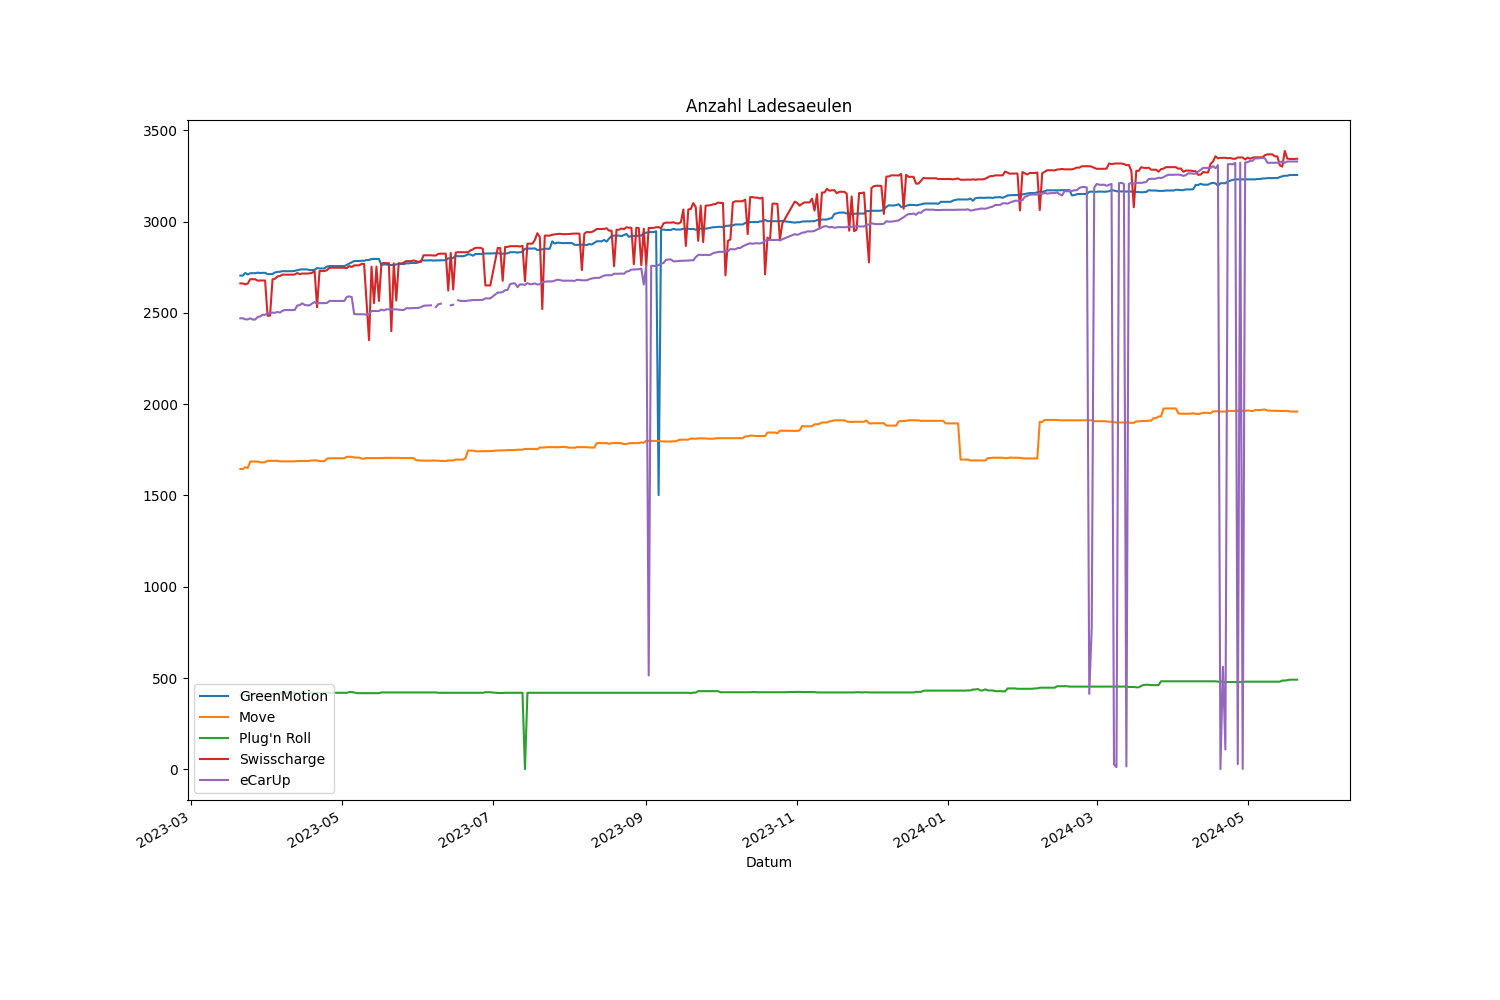 Anzahl Ladesaeulen
3500
3000
2500
2000
1500
1000
500
0
GreenMotion
Move
Plug'n Roll
Swisscharge
eCarUp
2023-03
2023-05
2023-07
2023-09
2023-11
2024-01
2024-03
2024-05
Datum